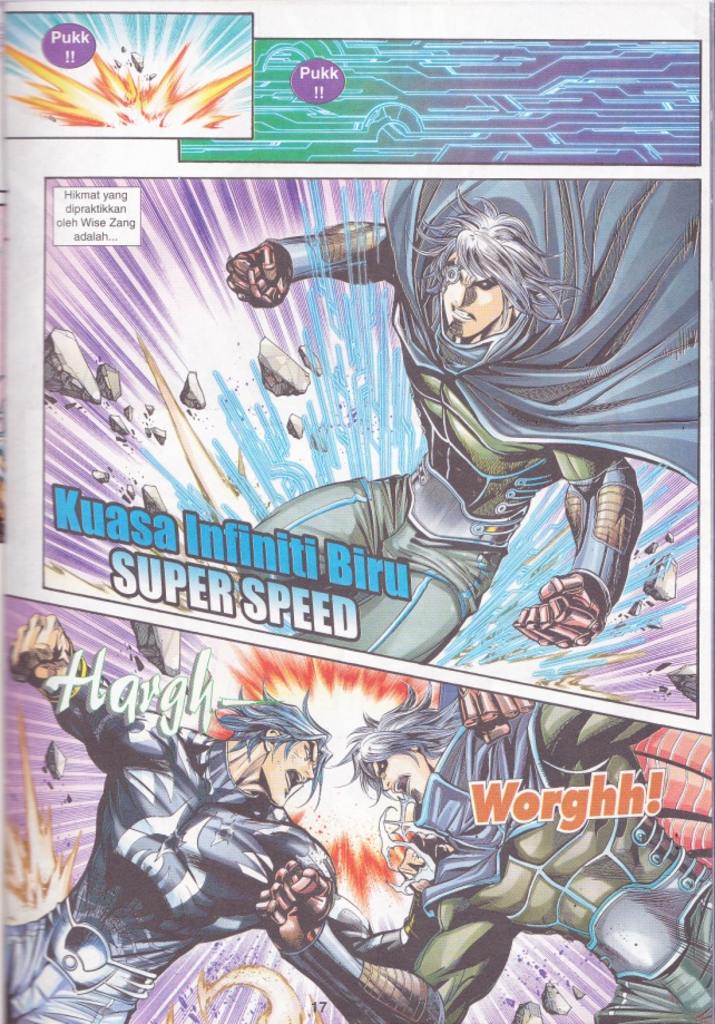 Pukk
!!
Pukk
!!
Hikmat yang
dipraktikkan
oleh Wise Zang
adalah...
Kuasa Infiniti Biru
SUPER SPEED
Hargh-
Worghh!
17